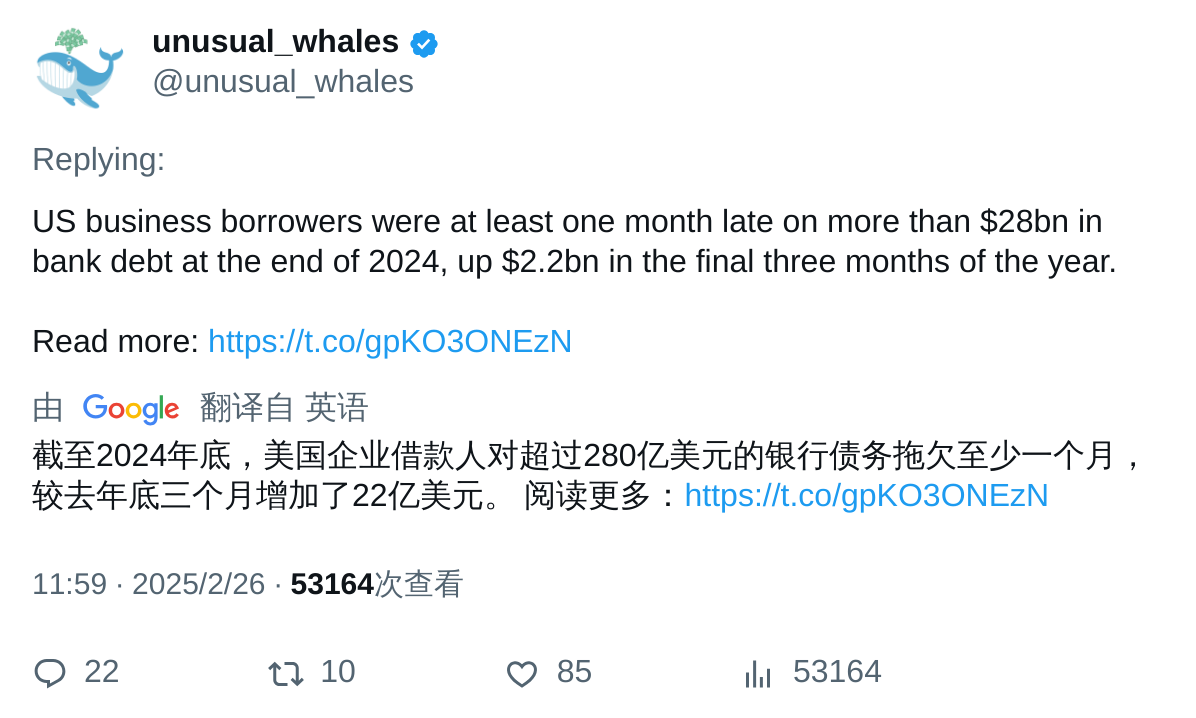 unusual_whales
@unusual_whales
Replying:
US business borrowers were at least one month late on more than $28bn in
bank debt at the end of 2024, up $2.2bn in the final three months of the year.
Read more: https://t.co/gpKO3ONEzN
由 Google 翻译自 英语
截至2024年底，美国企业借款人对超过280亿美元的银行债务拖欠至少一个月，
较去年底三个月增加了22亿美元。 阅读更多：https://t.co/gpKO3ONEzN
11:59 · 2025/2/26 · 53164次查看
22 10 85 53164